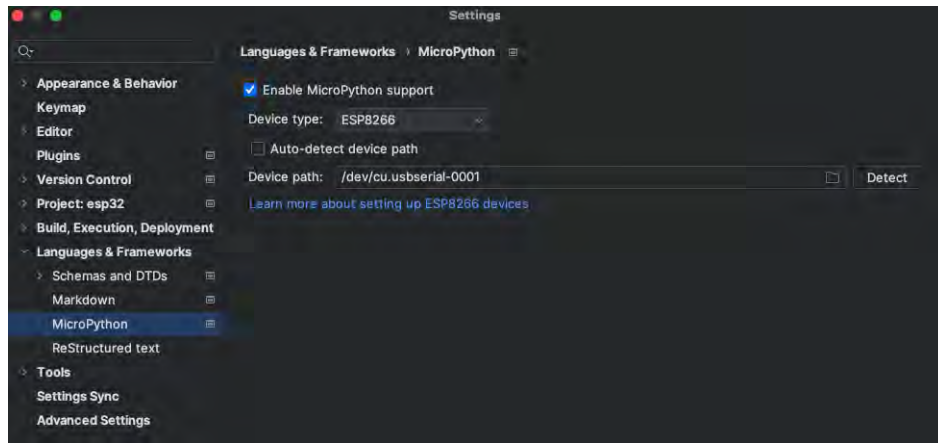 Settings
Appearance & Behavior
Keymap
Editor
Plugins
Version Control
Project: esp32
Build, Execution, Deployment
Languages & Frameworks
Schemas and DTDs
Markdown
MicroPython
ReStructured text
Tools
Settings Sync
Advanced Settings
Languages & Frameworks › MicroPython
Enable MicroPython support
Device type: ESP8266
Auto-detect device path
Device path: /dev/cu.usbserial-0001 Detect
Learn more about setting up ESP8266 devices